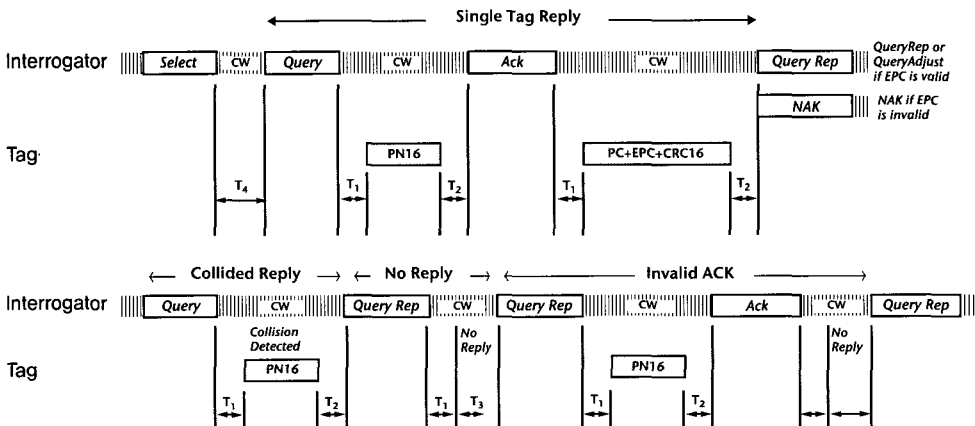 Single Tag Reply
Interrogator Select CW Query CW Ack CW Query Rep
QueryRep or
QueryAdjust
if EPC is valid
NAK
NAK if EPC
is invalid
Tag PN16 PC+EPC+CRC16
T4 T1 T2 T1 T2
Collided Reply No Reply Invalid ACK
Interrogator Query CW Query Rep CW Query Rep CW Ack CW Query Rep
Collision
Detected
No
Reply
No
Reply
Tag PN16 PN16
T1 T2 T1 T3 T1 T2